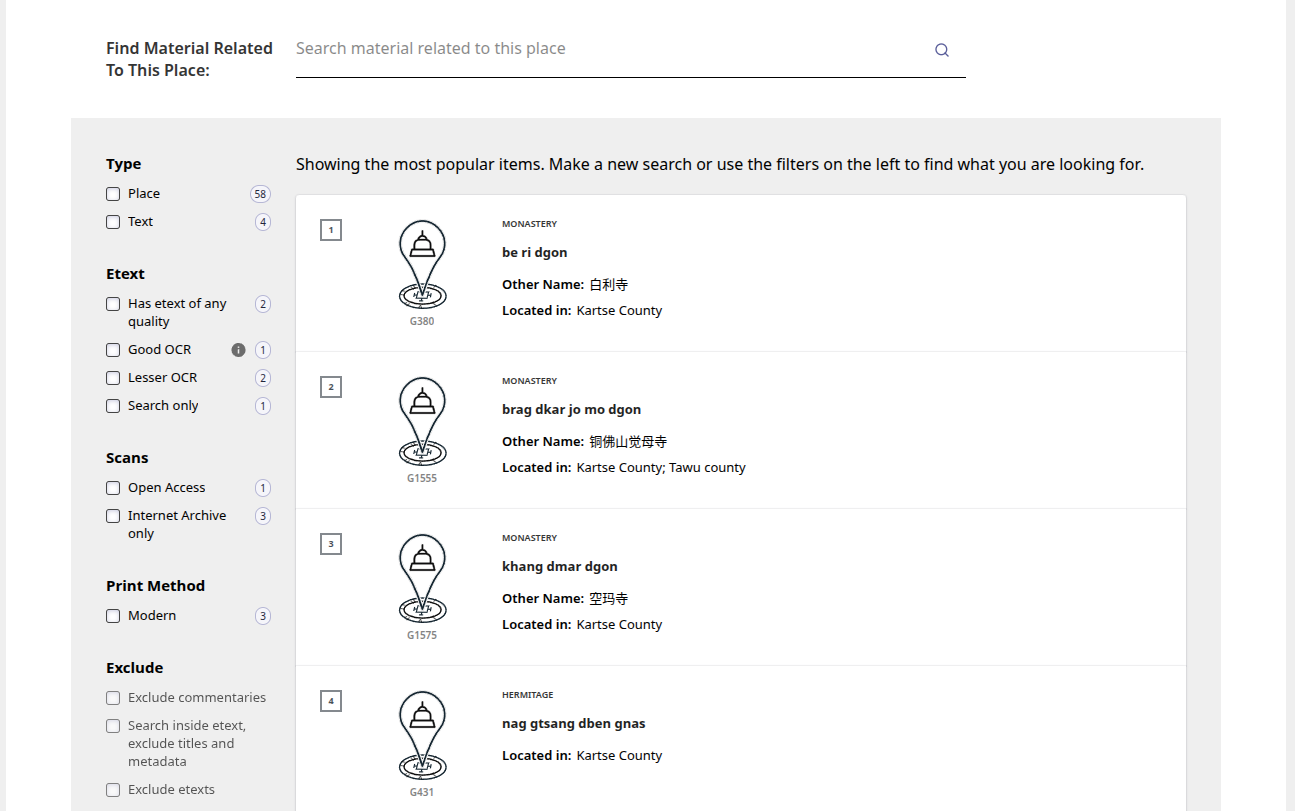 Find Material Related
To This Place:
Search material related to this place
Type
Place 58
Text 4
Etext
Has etext of any
quality 2
Good OCR i 1
Lesser OCR 2
Search only 1
Scans
Open Access 1
Internet Archive
only 3
Print Method
Modern 3
Exclude
Exclude commentaries
Search inside etext,
exclude titles and
metadata
Exclude etexts
Showing the most popular items. Make a new search or use the filters on the left to find what you are looking for.
1
G380
MONASTERY
be ri dgon
Other Name: 白利寺
Located in: Kartse County
2
G1555
MONASTERY
brag dkar jo mo dgon
Other Name: 铜佛山觉母寺
Located in: Kartse County; Tawu county
3
G1575
MONASTERY
khang dmar dgon
Other Name: 空玛寺
Located in: Kartse County
4
G431
HERMITAGE
nag gtsang dben gnas
Located in: Kartse County